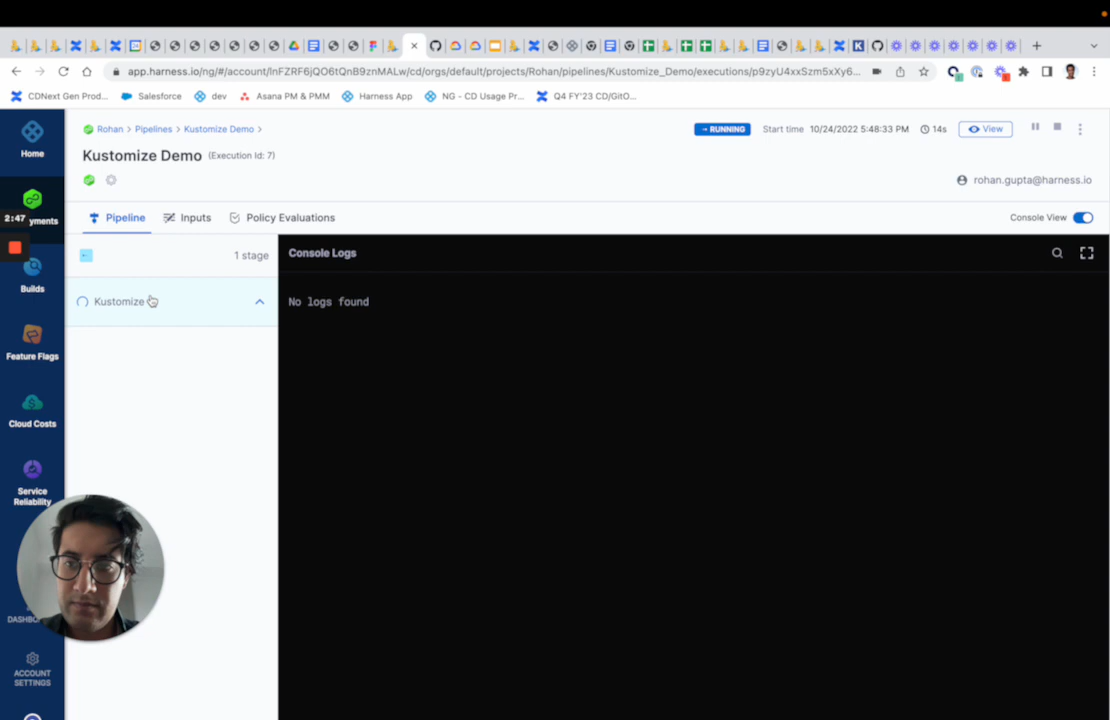 app.harness.io/ng/#/account/lnFZRF6jQO6tQnB9znMALw/cd/orgs/default/projects/Rohan/pipelines/Kustomize_Demo/executions/p9zyU4xxSzm5xXy6...
CDNext Gen Prod...
Salesforce
dev
Asana PM & PMM
Harness App
NG - CD Usage Pr...
Q4 FY'23 CD/GitO...
Home
2:47
yments
Builds
Feature Flags
Cloud Costs
Service
Reliability
DASHBO
ACCOUNT
SETTINGS
Rohan > Pipelines > Kustomize Demo >
RUNNING
Start time 10/24/2022 5:48:33 PM
14s
View
Kustomize Demo (Execution Id: 7)
rohan.gupta@harness.io
Pipeline
Inputs
Policy Evaluations
Console View
1 stage
Kustomize
Console Logs
No logs found